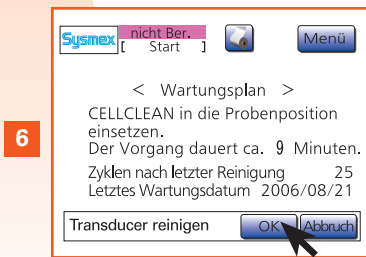 Sysmex nicht Ber. Menü
[ Start ]
< Wartungsplan >
CELLCLEAN in die Probenposition
einsetzen.
Der Vorgang dauert ca. 9 Minuten.
6
Zyklen nach letzter Reinigung 25
Letztes Wartungsdatum 2006/08/21
Transducer reinigen OK Abbruch